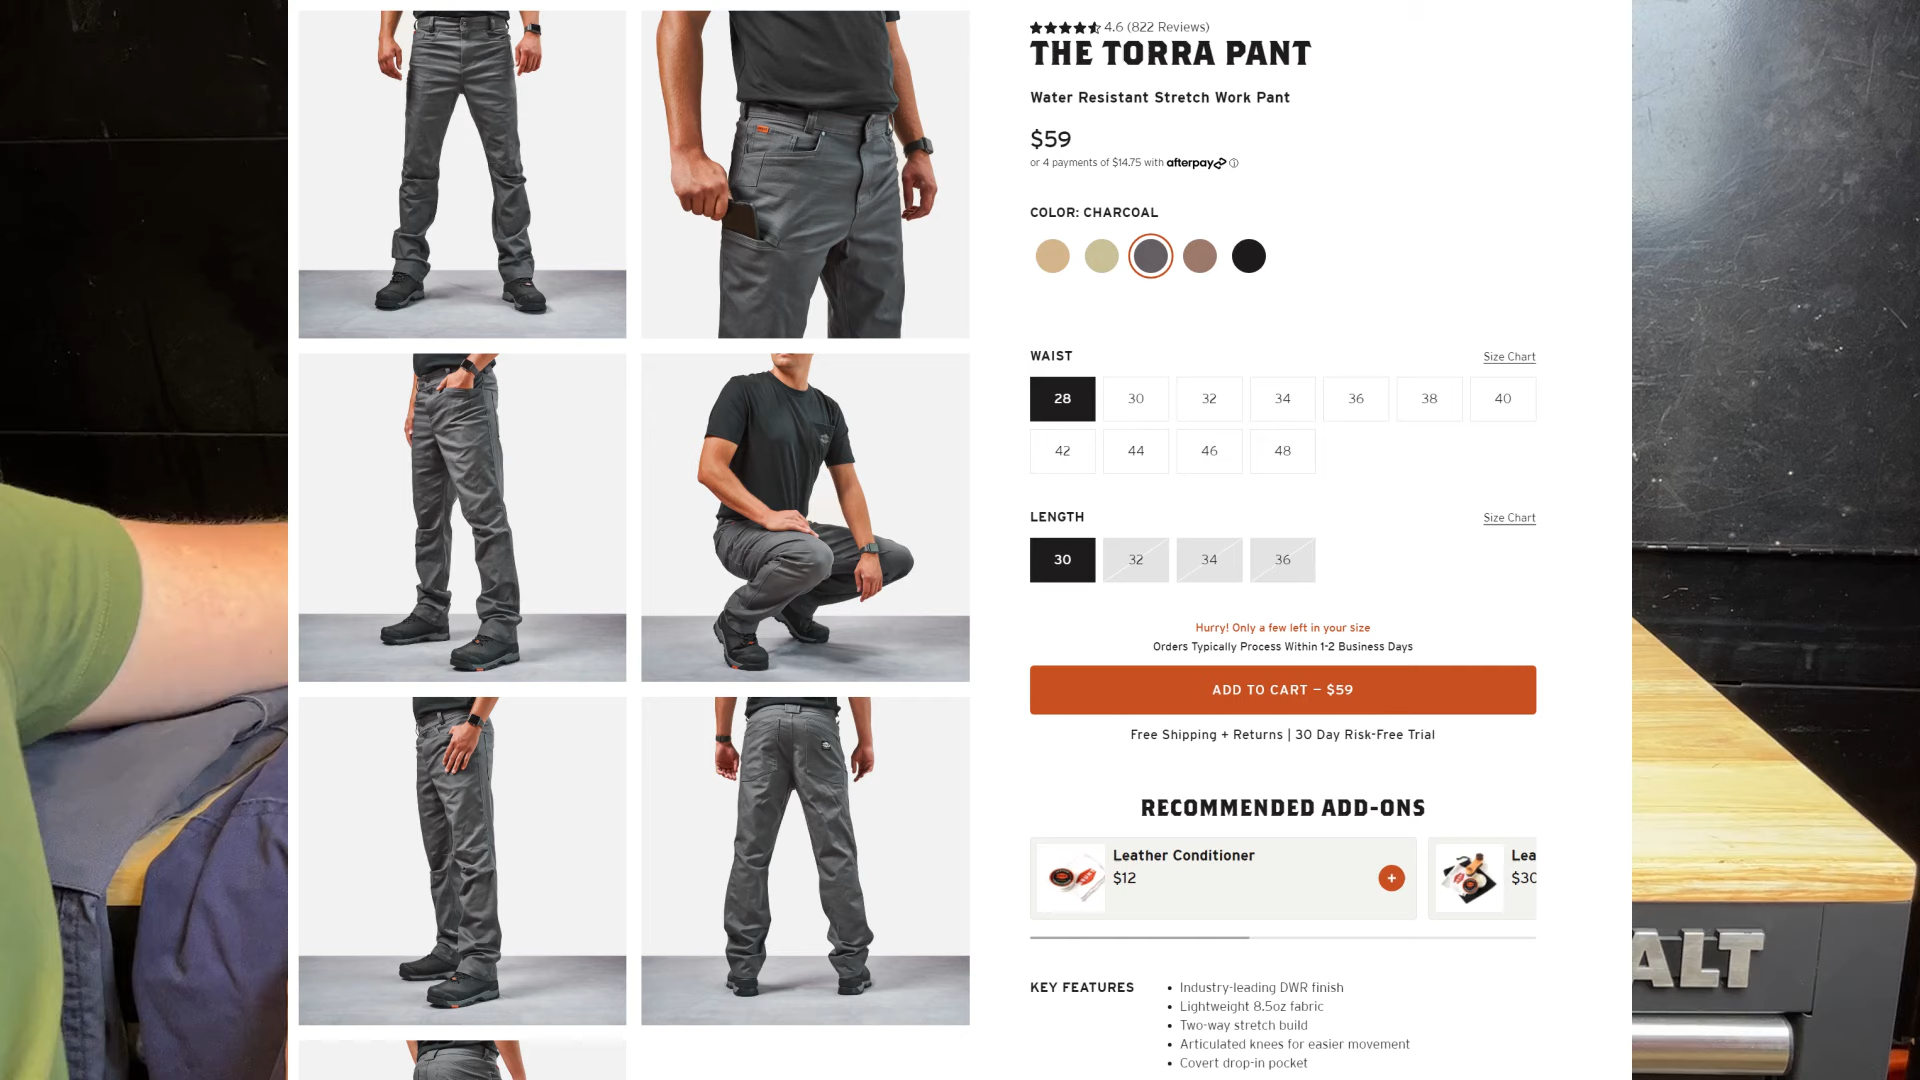 4.6 (822 Reviews)
THE TORRA PANT
Water Resistant Stretch Work Pant
$59
or 4 payments of $14.75 with afterpay
COLOR: CHARCOAL
WAIST
Size Chart
28 30 32 34 36 38 40
42 44 46 48
LENGTH
Size Chart
30 32 34 36
Hurry! Only a few left in your size
Orders Typically Process Within 1-2 Business Days
ADD TO CART – $59
Free Shipping + Returns | 30 Day Risk-Free Trial
RECOMMENDED ADD-ONS
Leather Conditioner
$12
+
Lea
$30
KEY FEATURES
• Industry-leading DWR finish
• Lightweight 8.5oz fabric
• Two-way stretch build
• Articulated knees for easier movement
• Covert drop-in pocket
ALT